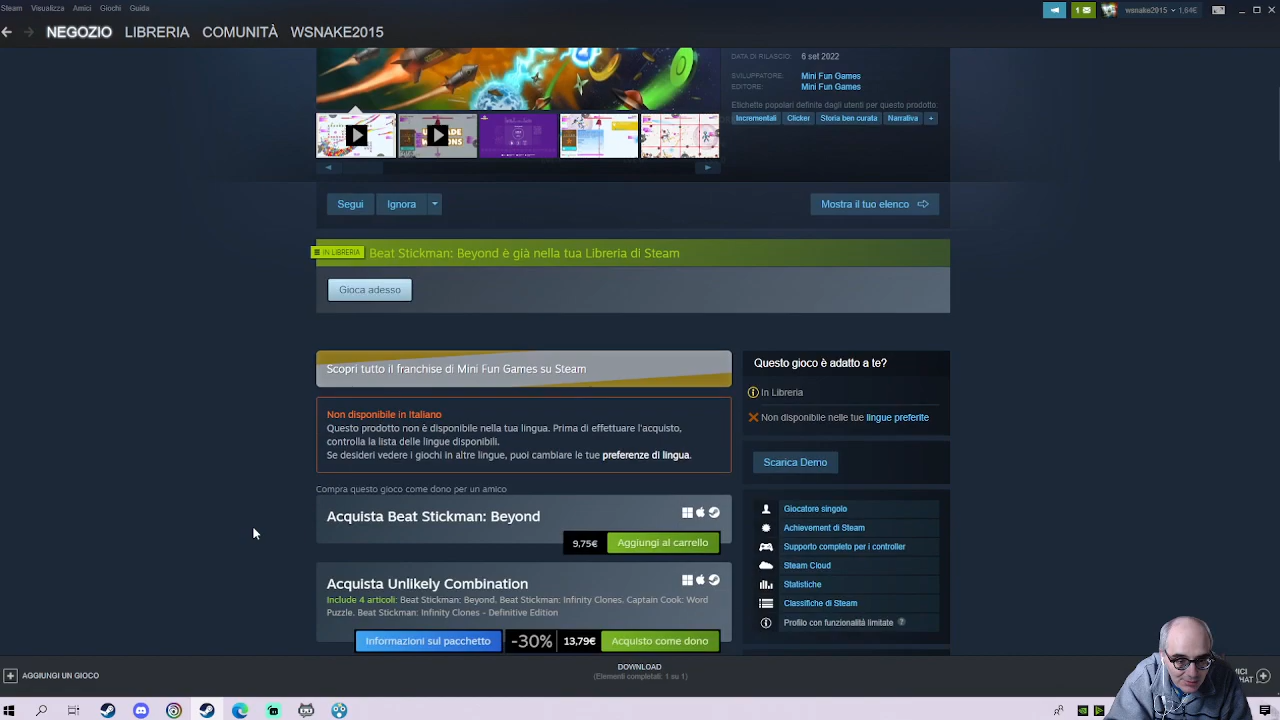 Steam Visualizza Amici Giochi Guida
1 wsnake2015 1,64€
NEGOZIO LIBRERIA COMUNITÀ WSNAKE2015
DATA DI RILASCIO: 6 set 2022
SVILUPPATORE: Mini Fun Games
EDITORE: Mini Fun Games
Etichette popolari definite dagli utenti per questo prodotto:
Incrementali Clicker Storia ben curata Narrativa +
Segui Ignora Mostra il tuo elenco
IN LIBRERIA Beat Stickman: Beyond è già nella tua Libreria di Steam
Gioca adesso
Scopri tutto il franchise di Mini Fun Games su Steam
Non disponibile in Italiano
Questo prodotto non è disponibile nella tua lingua. Prima di effettuare l'acquisto,
controlla la lista delle lingue disponibili.
Se desideri vedere i giochi in altre lingue, puoi cambiare le tue preferenze di lingua.
Compra questo gioco come dono per un amico
Acquista Beat Stickman: Beyond
9,75€ Aggiungi al carrello
Acquista Unlikely Combination
Include 4 articoli: Beat Stickman: Beyond, Beat Stickman: Infinity Clones, Captain Cook: Word
Puzzle, Beat Stickman: Infinity Clones - Definitive Edition
Informazioni sul pacchetto -30% 13,79€ Acquisto come dono
Questo gioco è adatto a te?
In Libreria
Non disponibile nelle tue lingue preferite
Scarica Demo
Giocatore singolo
Achievement di Steam
Supporto completo per i controller
Steam Cloud
Statistiche
Classifiche di Steam
Profilo con funzionalità limitate ?
AGGIUNGI UN GIOCO
DOWNLOAD
(Elementi completati: 1 su 1)